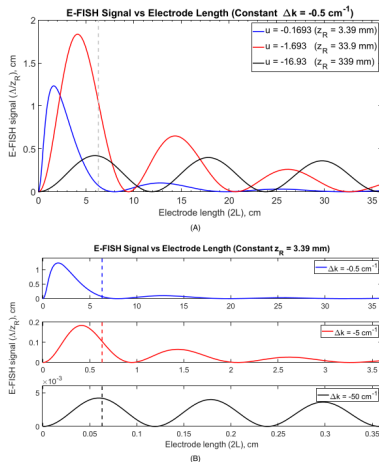 E-FISH Signal vs Electrode Length (Constant Δk = -0.5 cm⁻¹)
u = -0.1693 (z_R = 3.39 mm)
u = -1.693 (z_R = 33.9 mm)
u = -16.93 (z_R = 339 mm)
E-FISH signal (Λ/z_R), cm
2
1.5
1
0.5
0
0 5 10 15 20 25 30 35
Electrode length (2L), cm
(A)
E-FISH Signal vs Electrode Length (Constant z_R = 3.39 mm)
Δk = -0.5 cm⁻¹
1
0.5
0
0 5 10 15 20 25 30 35
Δk = -5 cm⁻¹
E-FISH signal (Λ/z_R), cm
0.2
0.1
0
0 0.5 1 1.5 2 2.5 3 3.5
×10⁻³
Δk = -50 cm⁻¹
5
0
0 0.05 0.1 0.15 0.2 0.25 0.3 0.35
Electrode length (2L), cm
(B)